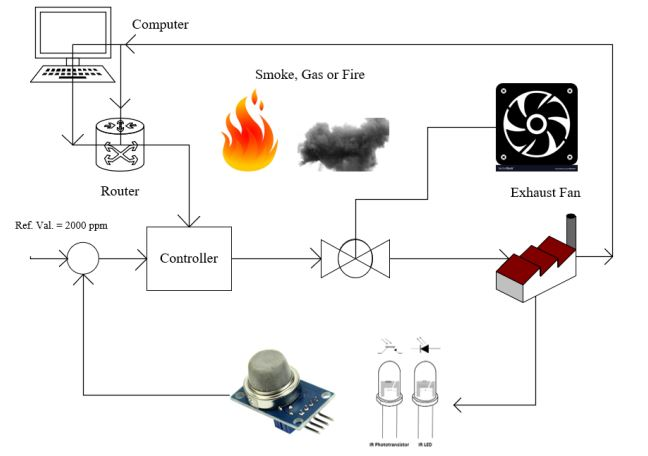 Computer
Smoke, Gas or Fire
Router
Exhaust Fan
Ref. Val. = 2000 ppm
Controller
IR Phototransistor IR LED